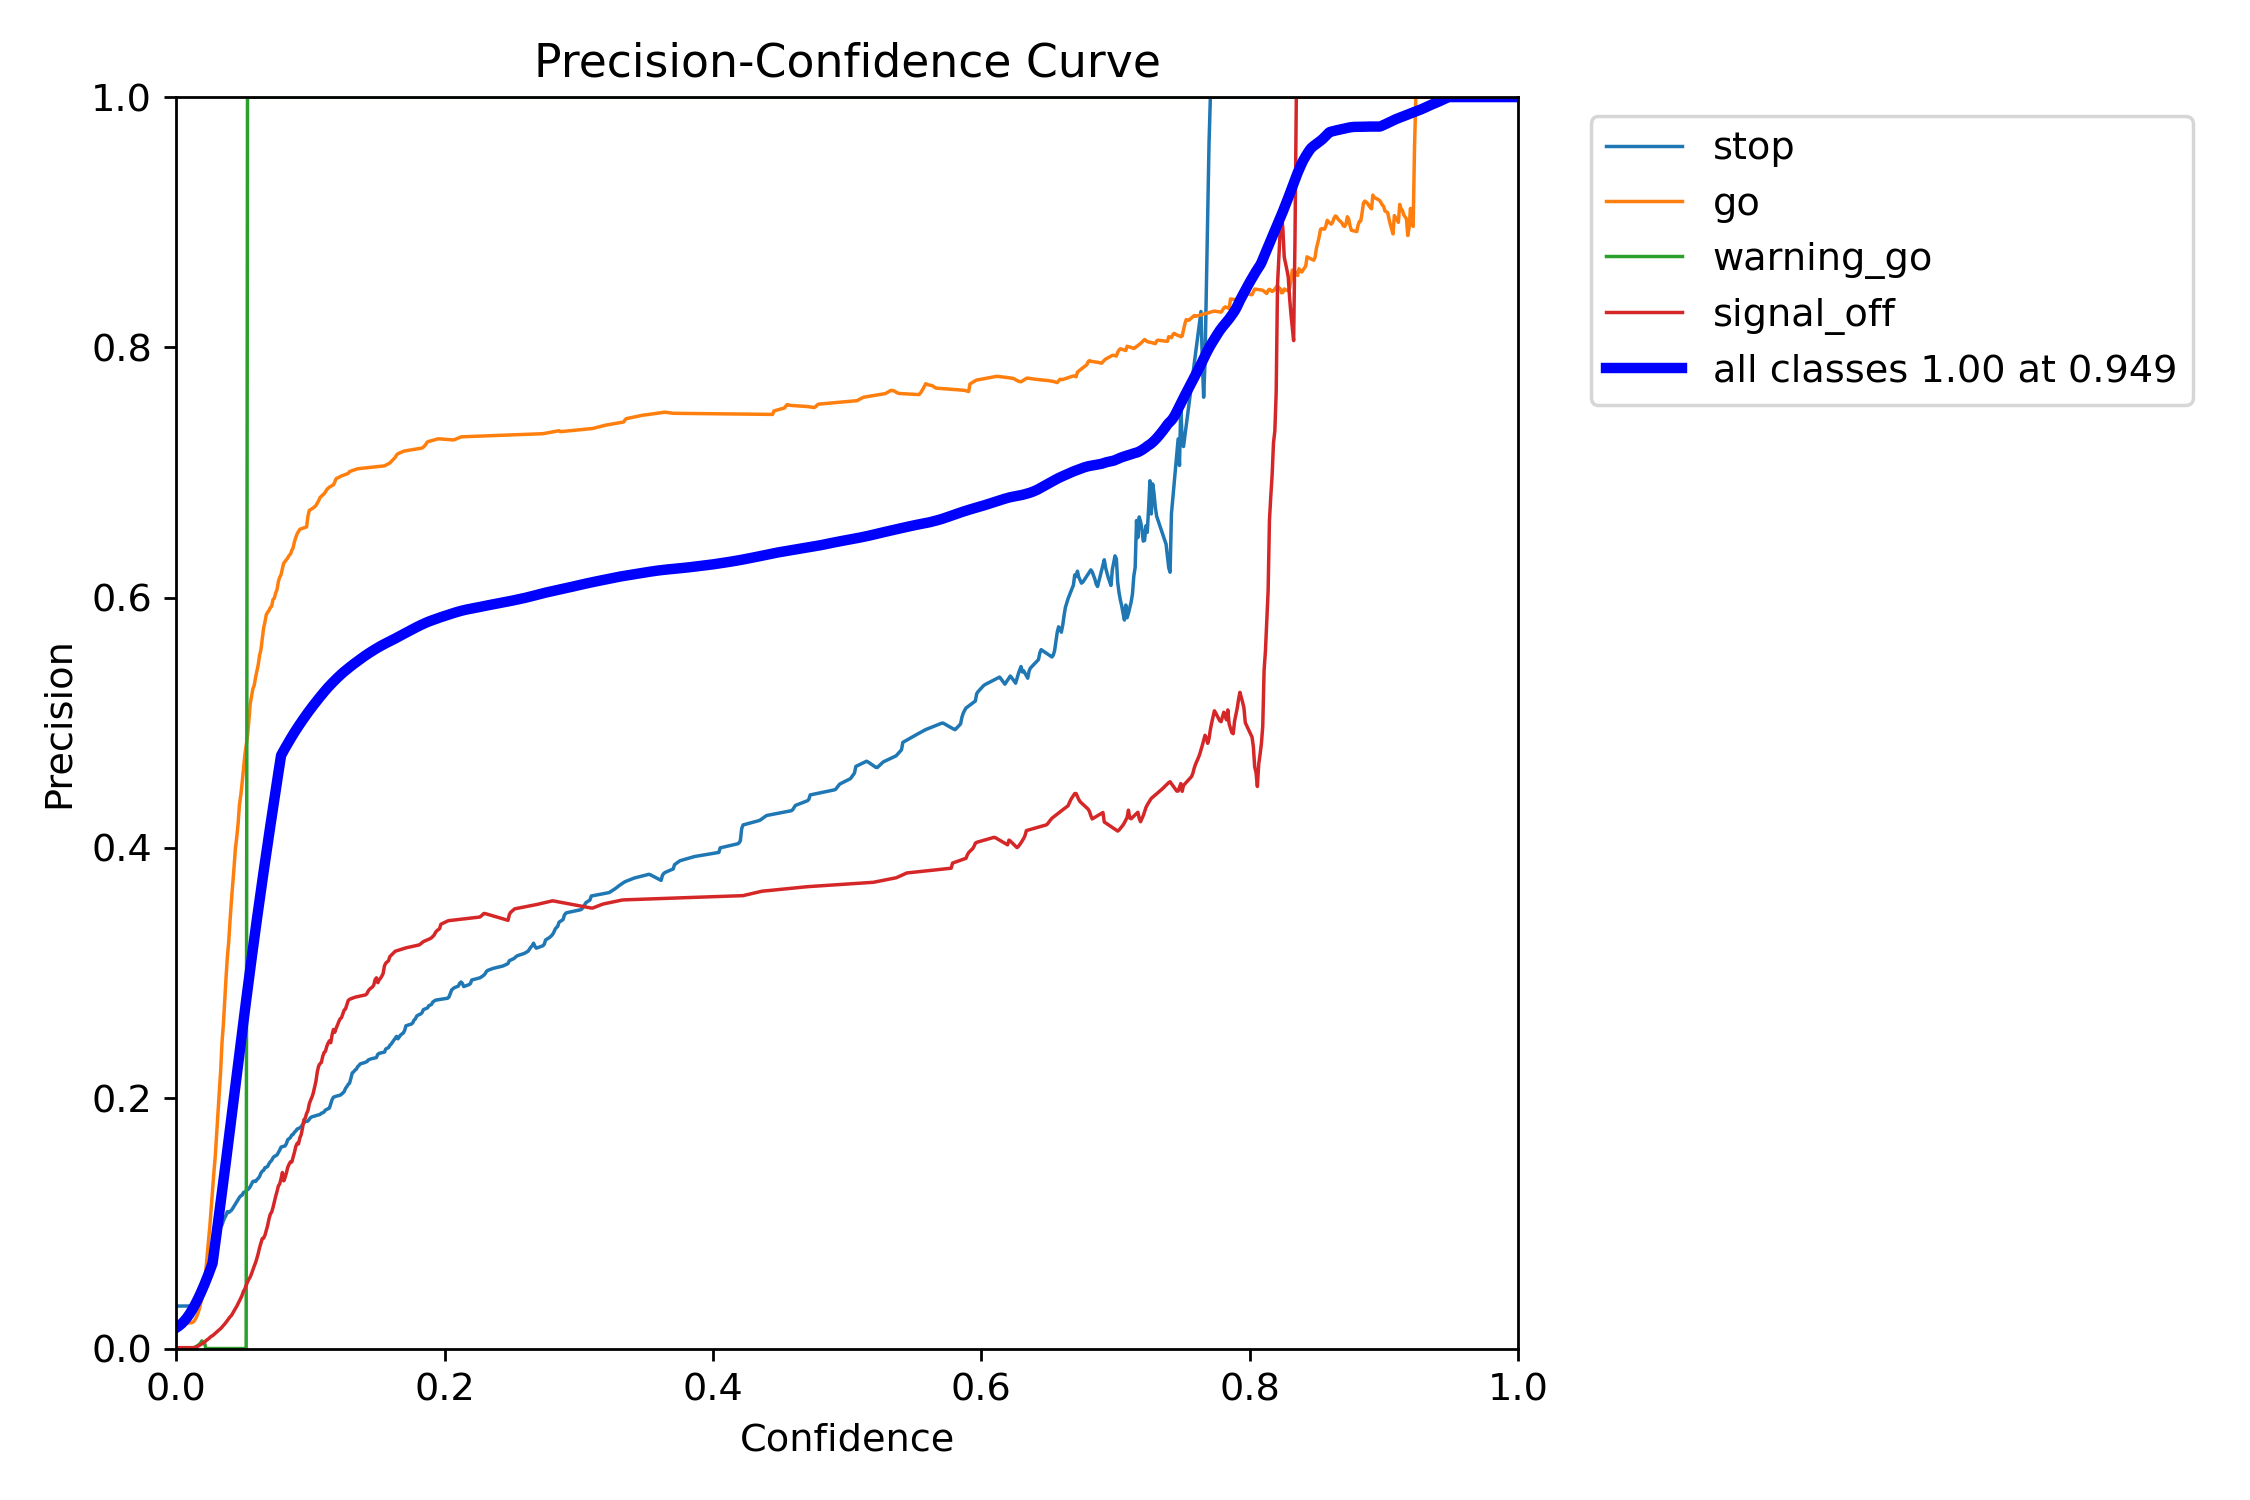 Precision-Confidence Curve
1.0
0.8
0.6
0.4
0.2
0.0
Precision
0.0 0.2 0.4 0.6 0.8 1.0
Confidence
stop
go
warning_go
signal_off
all classes 1.00 at 0.949